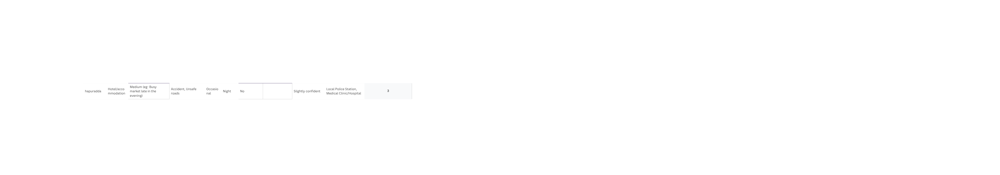 hapuradda
Hotel/acco
mmodation
Medium (eg- Busy
market late in the
evening)
Accident, Unsafe
roads
Occasio
nal
Night
No
Slightly confident
Local Police Station,
Medical Clinic/Hospital
3